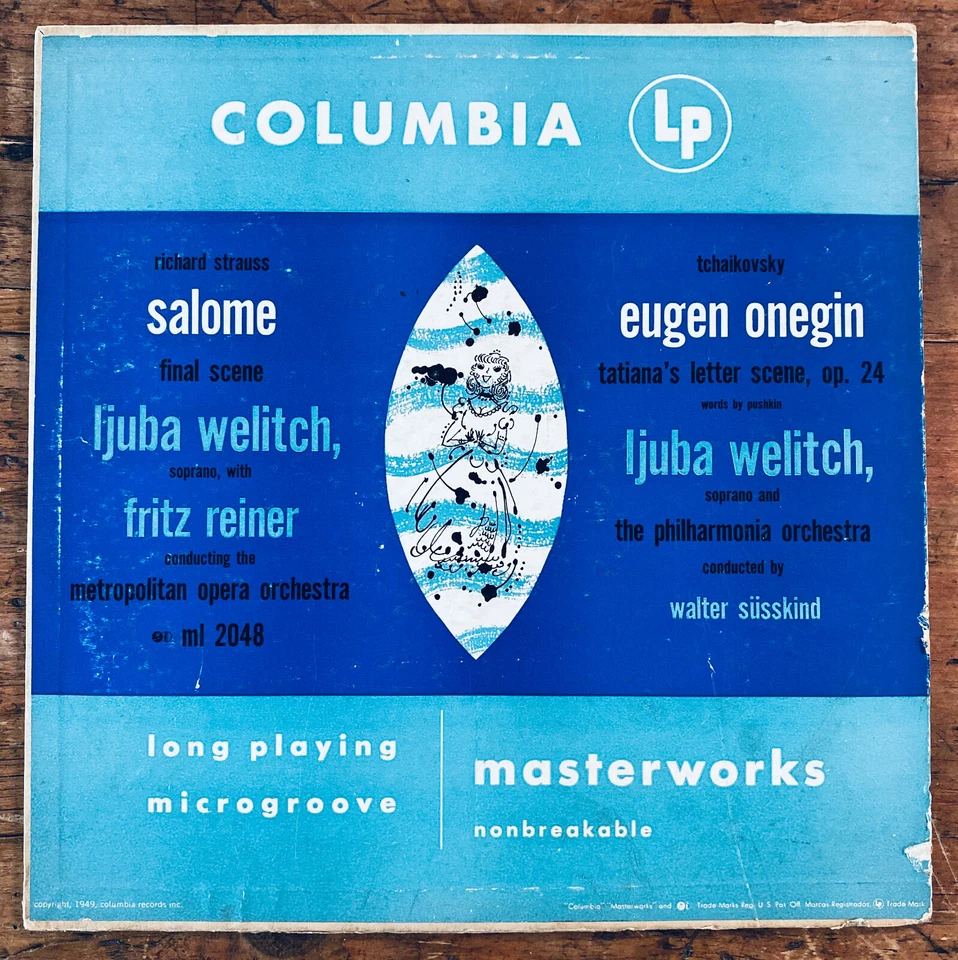 COLUMBIA LP
richard strauss
salome
final scene
ljuba welitch,
soprano, with
fritz reiner
conducting the
metropolitan opera orchestra
ml 2048
tchaikovsky
eugen onegin
tatiana's letter scene, op. 24
words by pushkin
ljuba welitch,
soprano and
the philharmonia orchestra
conducted by
walter süsskind
long playing
microgroove
masterworks
nonbreakable
copyright, 1949, columbia records inc.
"Columbia" "Masterworks" and Trade Marks Reg. U S Pat Off Marcas Registradas LP Trade Mark